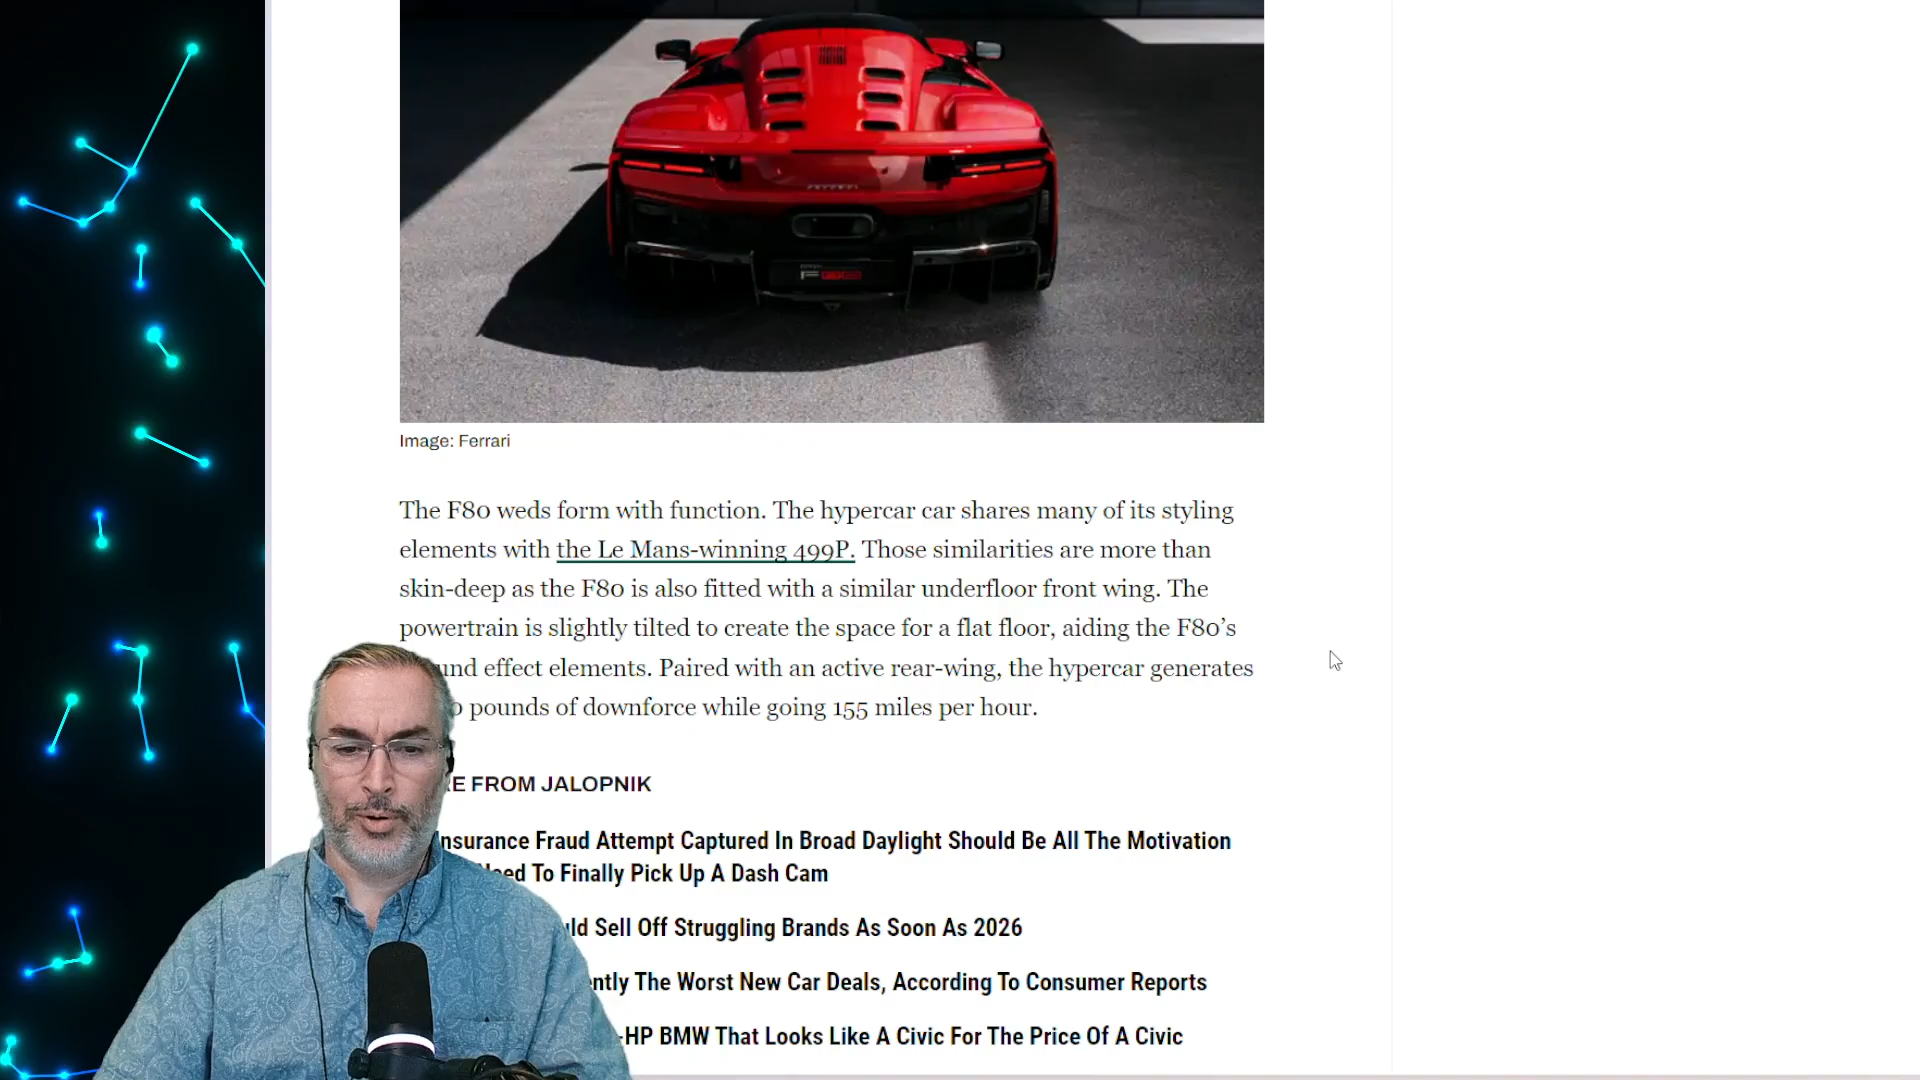 FERRARI
F80
Image: Ferrari
The F80 weds form with function. The hypercar car shares many of its styling
elements with the Le Mans-winning 499P. Those similarities are more than
skin-deep as the F80 is also fitted with a similar underfloor front wing. The
powertrain is slightly tilted to create the space for a flat floor, aiding the F80’s
und effect elements. Paired with an active rear-wing, the hypercar generates
0 pounds of downforce while going 155 miles per hour.
RE FROM JALOPNIK
nsurance Fraud Attempt Captured In Broad Daylight Should Be All The Motivation
Need To Finally Pick Up A Dash Cam
ld Sell Off Struggling Brands As Soon As 2026
ntly The Worst New Car Deals, According To Consumer Reports
-HP BMW That Looks Like A Civic For The Price Of A Civic